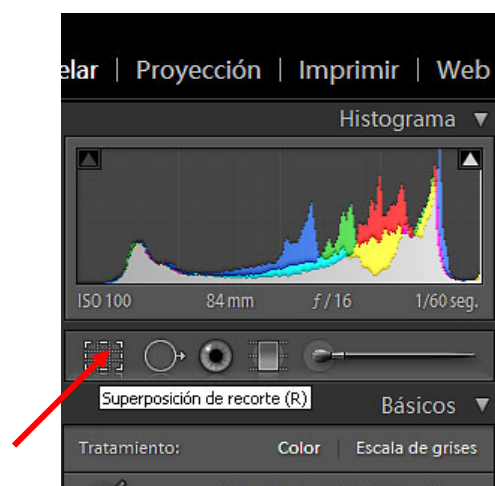 elar | Proyección | Imprimir | Web
Histograma
ISO 100 84 mm f / 16 1/60 seg.
Superposición de recorte (R)
Básicos
Tratamiento: Color Escala de grises